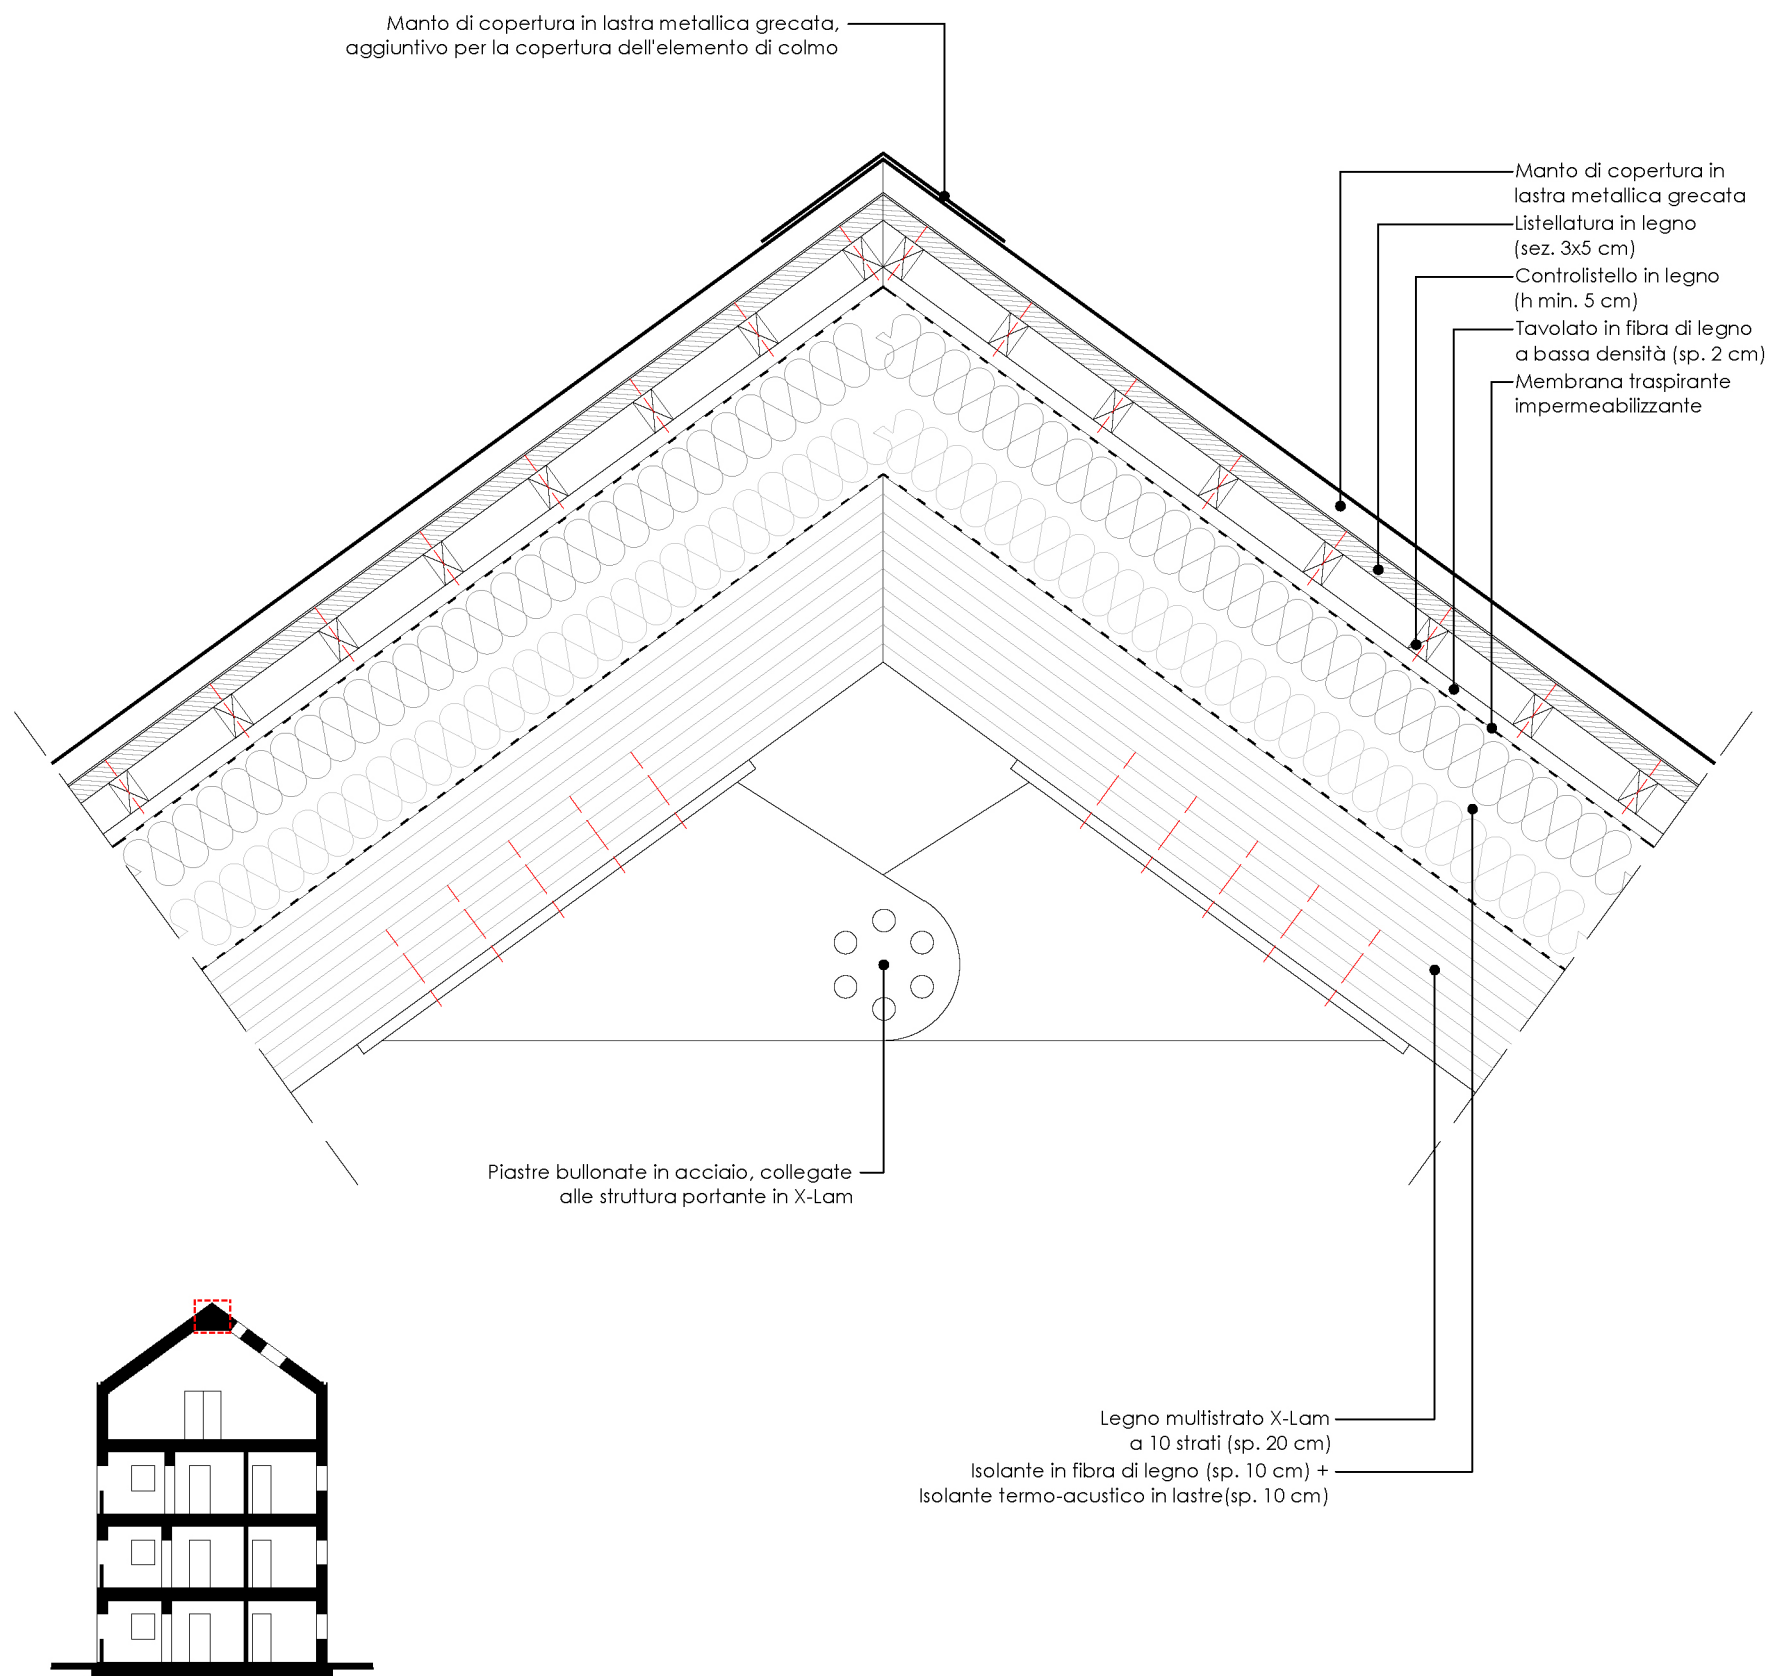 Manto di copertura in lastra metallica grecata,
aggiuntivo per la copertura dell'elemento di colmo
Manto di copertura in
lastra metallica grecata
Listellatura in legno
(sez. 3x5 cm)
Controlistello in legno
(h min. 5 cm)
Tavolato in fibra di legno
a bassa densità (sp. 2 cm)
Membrana traspirante
impermeabilizzante
Piastre bullonate in acciaio, collegate
alle struttura portante in X-Lam
Legno multistrato X-Lam
a 10 strati (sp. 20 cm)
Isolante in fibra di legno (sp. 10 cm) +
Isolante termo-acustico in lastre(sp. 10 cm)